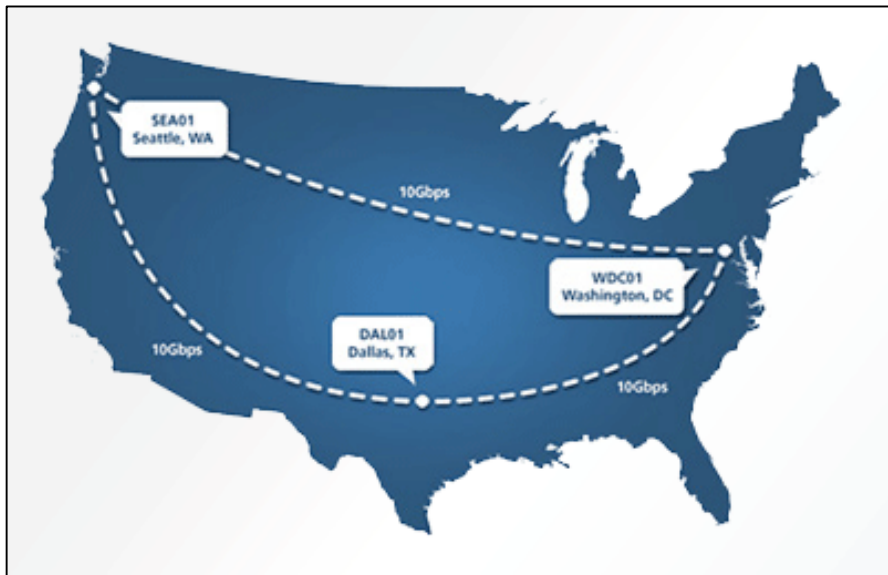 SEA01
Seattle, WA
10Gbps
WDC01
Washington, DC
DAL01
Dallas, TX
10Gbps
10Gbps